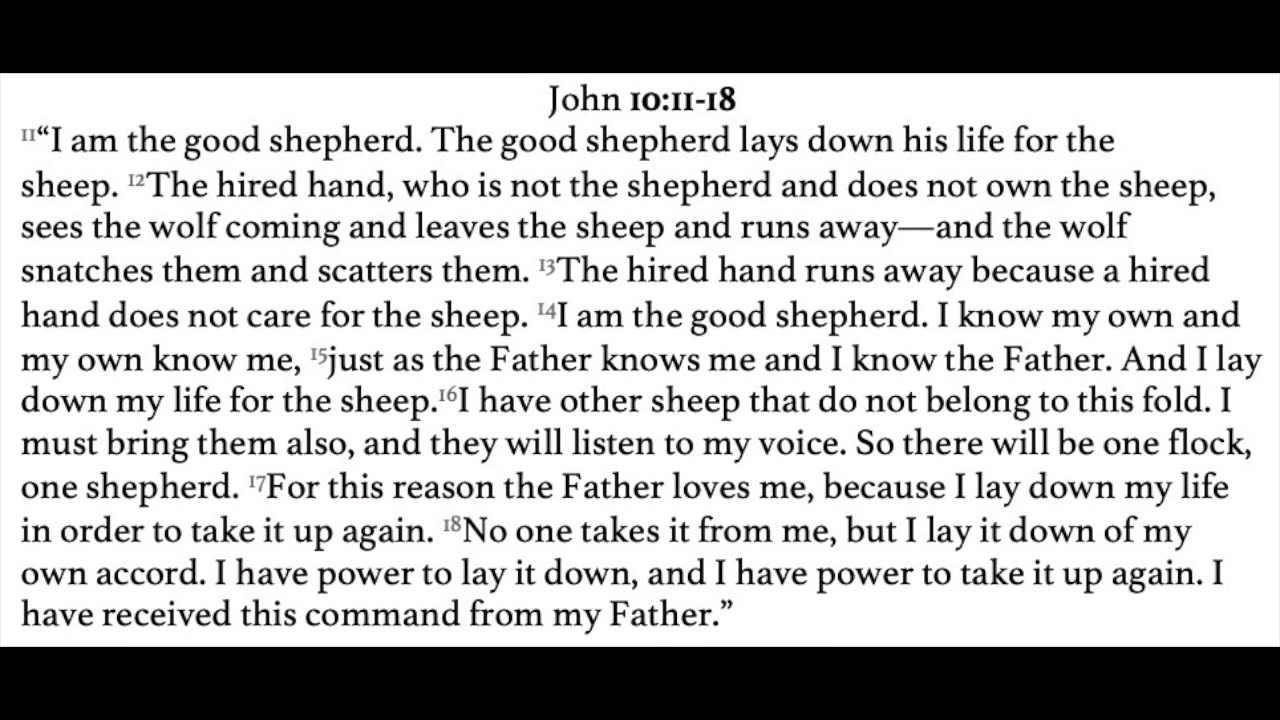 John 10:11-18
11“I am the good shepherd. The good shepherd lays down his life for the
sheep. 12The hired hand, who is not the shepherd and does not own the sheep,
sees the wolf coming and leaves the sheep and runs away—and the wolf
snatches them and scatters them. 13The hired hand runs away because a hired
hand does not care for the sheep. 14I am the good shepherd. I know my own and
my own know me, 15just as the Father knows me and I know the Father. And I lay
down my life for the sheep.16I have other sheep that do not belong to this fold. I
must bring them also, and they will listen to my voice. So there will be one flock,
one shepherd. 17For this reason the Father loves me, because I lay down my life
in order to take it up again. 18No one takes it from me, but I lay it down of my
own accord. I have power to lay it down, and I have power to take it up again. I
have received this command from my Father.”